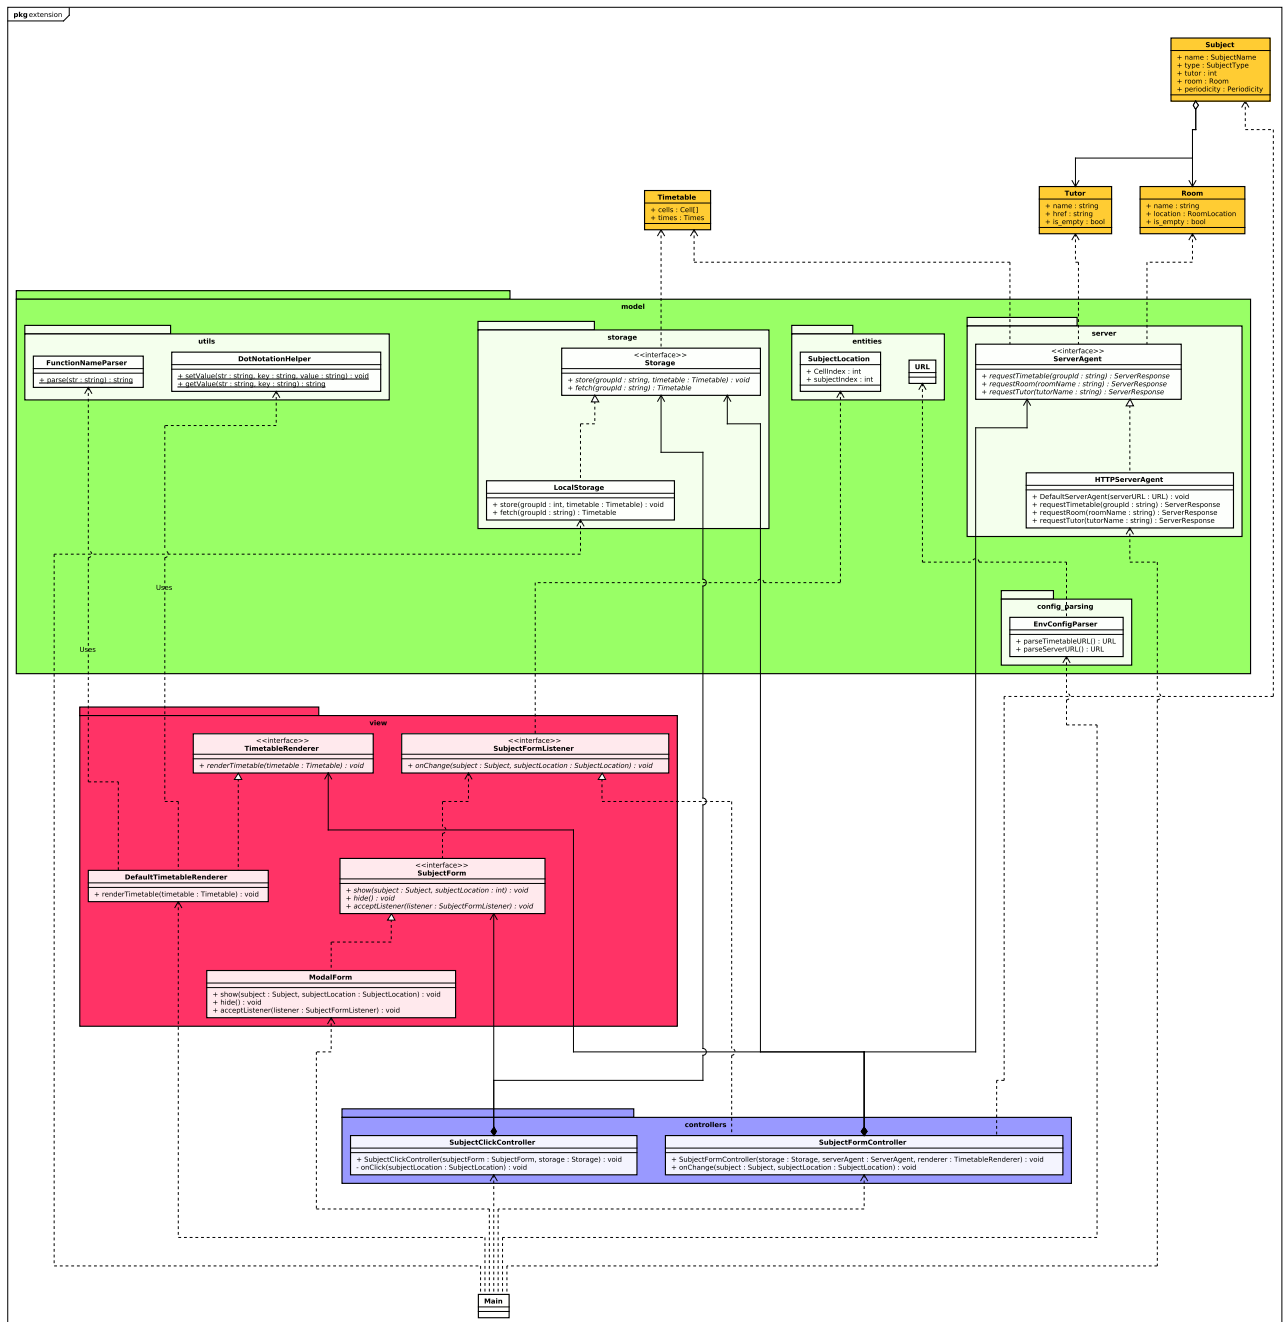 pkg extension
Subject
+ name : SubjectName
+ type : SubjectType
+ tutor : int
+ room : Room
+ periodicity : Periodicity
Timetable
+ cells : Cell[]
+ times : Times
Tutor
+ name : string
+ href : string
+ is_empty : bool
Room
+ name : string
+ location : RoomLocation
+ is_empty : bool
model
utils
FunctionNameParser
+ parse(str : string) : string
DotNotationHelper
+ setValue(str : string, key : string, value : string) : void
+ getValue(str : string, key : string) : string
storage
<<interface>>
Storage
+ store(groupId : string, timetable : Timetable) : void
+ fetch(groupId : string) : Timetable
LocalStorage
+ store(groupId : int, timetable : Timetable) : void
+ fetch(groupId : string) : Timetable
entities
SubjectLocation
+ CellIndex : int
+ subjectIndex : int
URL
server
<<interface>>
ServerAgent
+ requestTimetable(groupId : string) : ServerResponse
+ requestRoom(roomName : string) : ServerResponse
+ requestTutor(tutorName : string) : ServerResponse
HTTPServerAgent
+ DefaultServerAgent(serverURL : URL) : void
+ requestTimetable(groupId : string) : ServerResponse
+ requestRoom(roomName : string) : ServerResponse
+ requestTutor(tutorName : string) : ServerResponse
Uses
Uses
config_parsing
EnvConfigParser
+ parseTimetableURL() : URL
+ parseServerURL() : URL
view
<<interface>>
TimetableRenderer
+ renderTimetable(timetable : Timetable) : void
<<interface>>
SubjectFormListener
+ onChange(subject : Subject, subjectLocation : SubjectLocation) : void
DefaultTimetableRenderer
+ renderTimetable(timetable : Timetable) : void
<<interface>>
SubjectForm
+ show(subject : Subject, subjectLocation : int) : void
+ hide() : void
+ acceptListener(listener : SubjectFormListener) : void
ModalForm
+ show(subject : Subject, subjectLocation : SubjectLocation) : void
+ hide() : void
+ acceptListener(listener : SubjectFormListener) : void
controllers
SubjectClickController
+ SubjectClickController(subjectForm : SubjectForm, storage : Storage) : void
- onClick(subjectLocation : SubjectLocation) : void
SubjectFormController
+ SubjectFormController(storage : Storage, serverAgent : ServerAgent, renderer : TimetableRenderer) : void
+ onChange(subject : Subject, subjectLocation : SubjectLocation) : void
Main